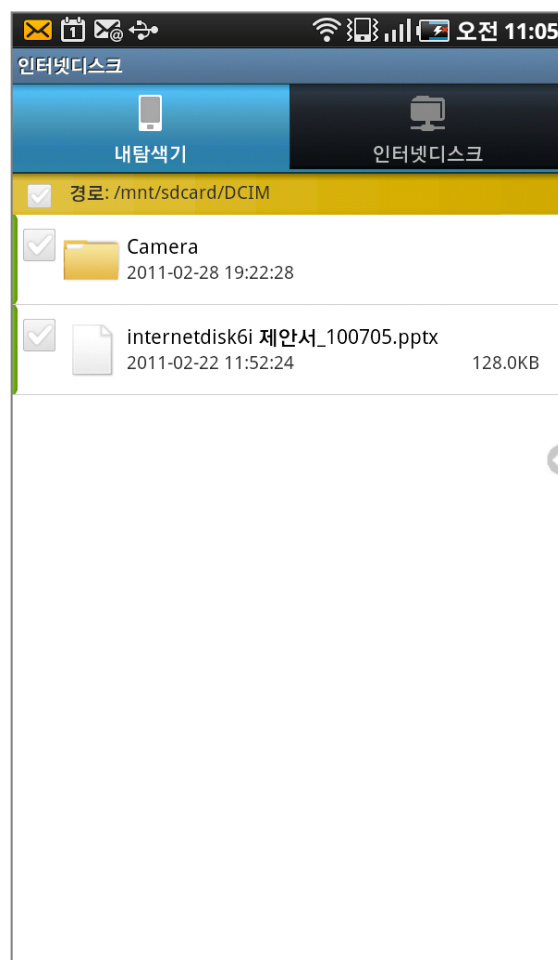 오전 11:05
인터넷디스크
내탐색기
인터넷디스크
경로: /mnt/sdcard/DCIM
Camera
2011-02-28 19:22:28
internetdisk6i 제안서_100705.pptx
2011-02-22 11:52:24 128.0KB